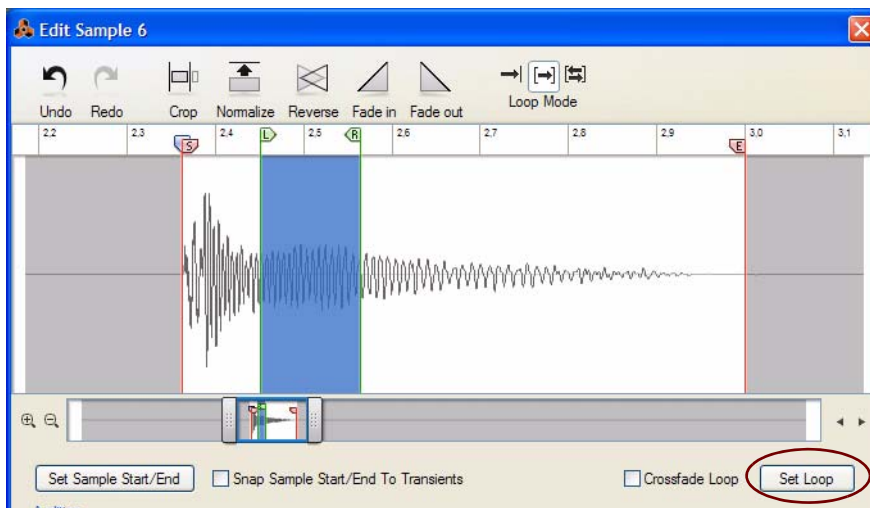 Edit Sample 6
Undo Redo Crop Normalize Reverse Fade in Fade out Loop Mode
2,2 2,3 2,4 2,5 2,6 2,7 2,8 2,9 3,0 3,1
S L R E
Set Sample Start/End Snap Sample Start/End To Transients Crossfade Loop Set Loop